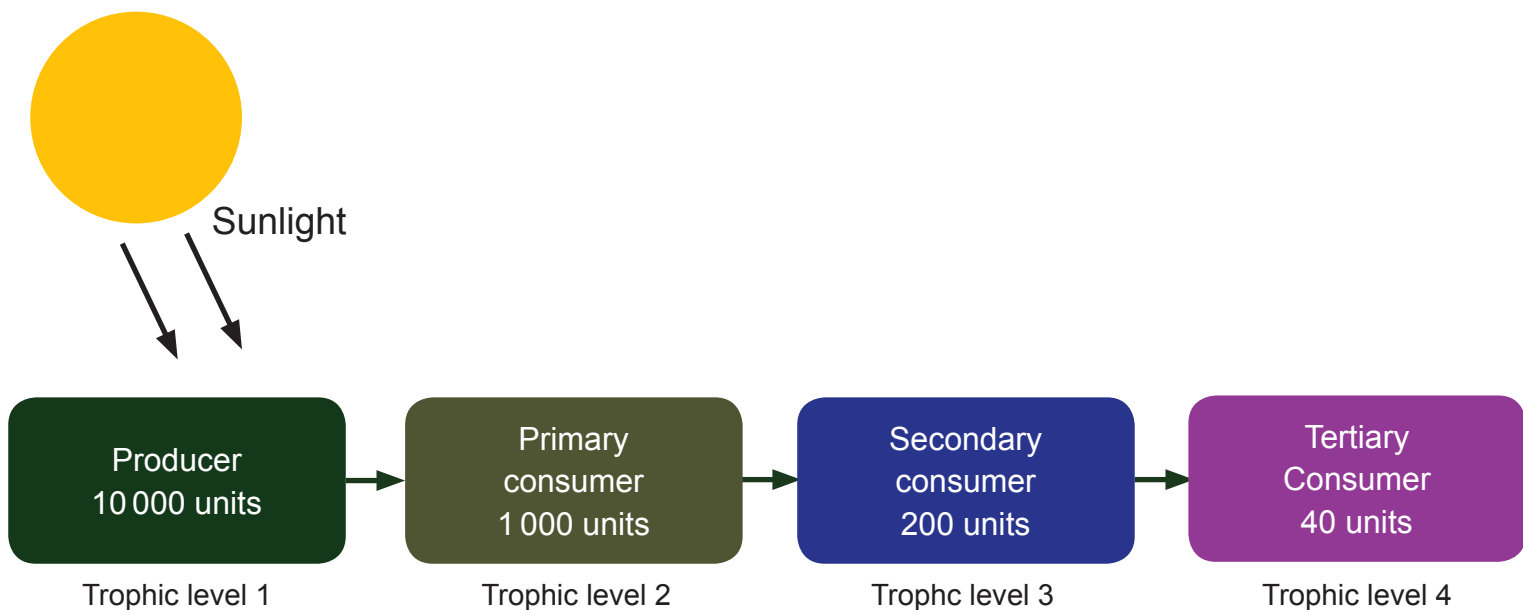 Sunlight
Producer
10 000 units
Primary
consumer
1 000 units
Secondary
consumer
200 units
Tertiary
Consumer
40 units
Trophic level 1
Trophic level 2
Trophc level 3
Trophic level 4